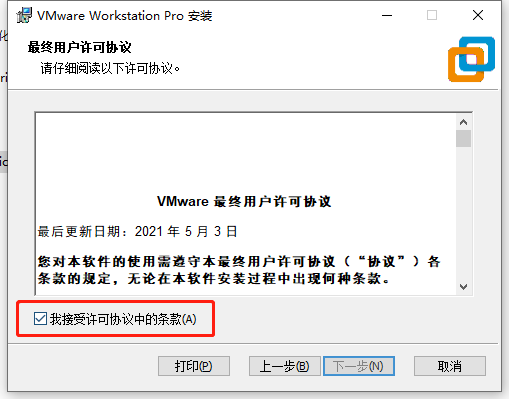 VMware Workstation Pro 安装
最终用户许可协议
请仔细阅读以下许可协议。
VMware 最终用户许可协议
最后更新日期：2021 年 5 月 3 日
您对本软件的使用需遵守本最终用户许可协议（“协议”）各
条款的规定，无论在本软件安装过程中出现何种条款。
我接受许可协议中的条款(A)
打印(P)
上一步(B)
下一步(N)
取消